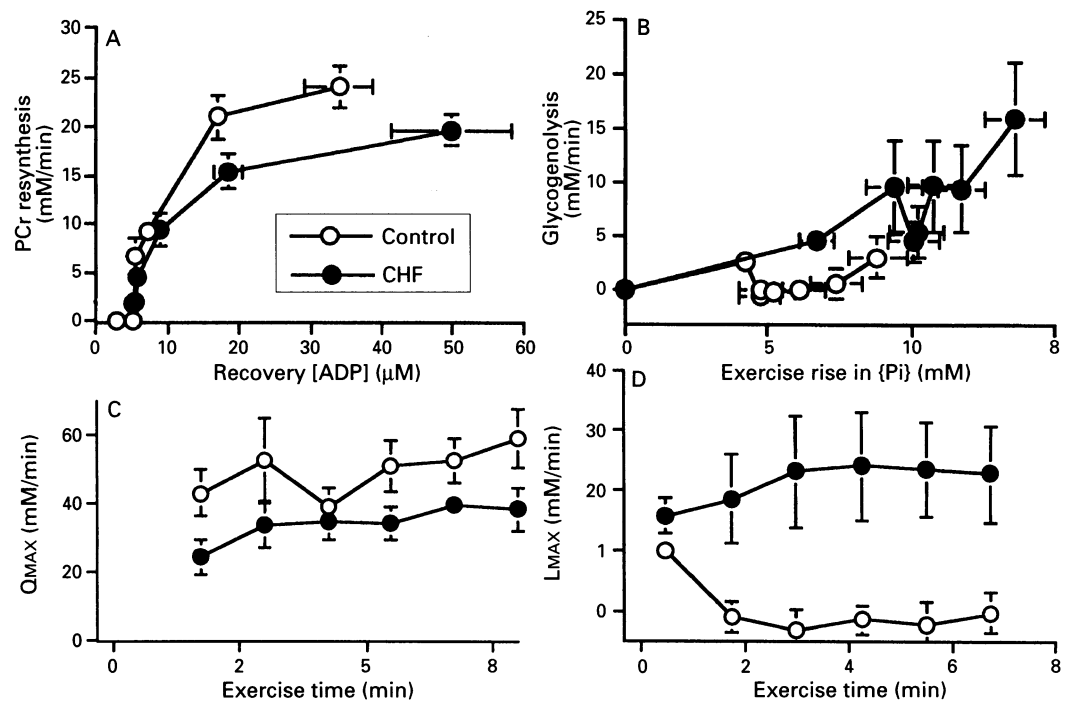 A
30
25
20
15
10
5
0
PCr resynthesis
(mM/min)
0
10
20
30
40
50
60
Recovery [ADP] (μM)
Control
CHF
B
25
20
15
10
5
0
Glycogenolysis
(mM/min)
0
5
10
8
Exercise rise in {Pi} (mM)
C
60
40
20
0
QMAX (mM/min)
0
2
5
8
Exercise time (min)
D
40
30
20
1
0
LMAX (mM/min)
0
2
4
6
8
Exercise time (min)